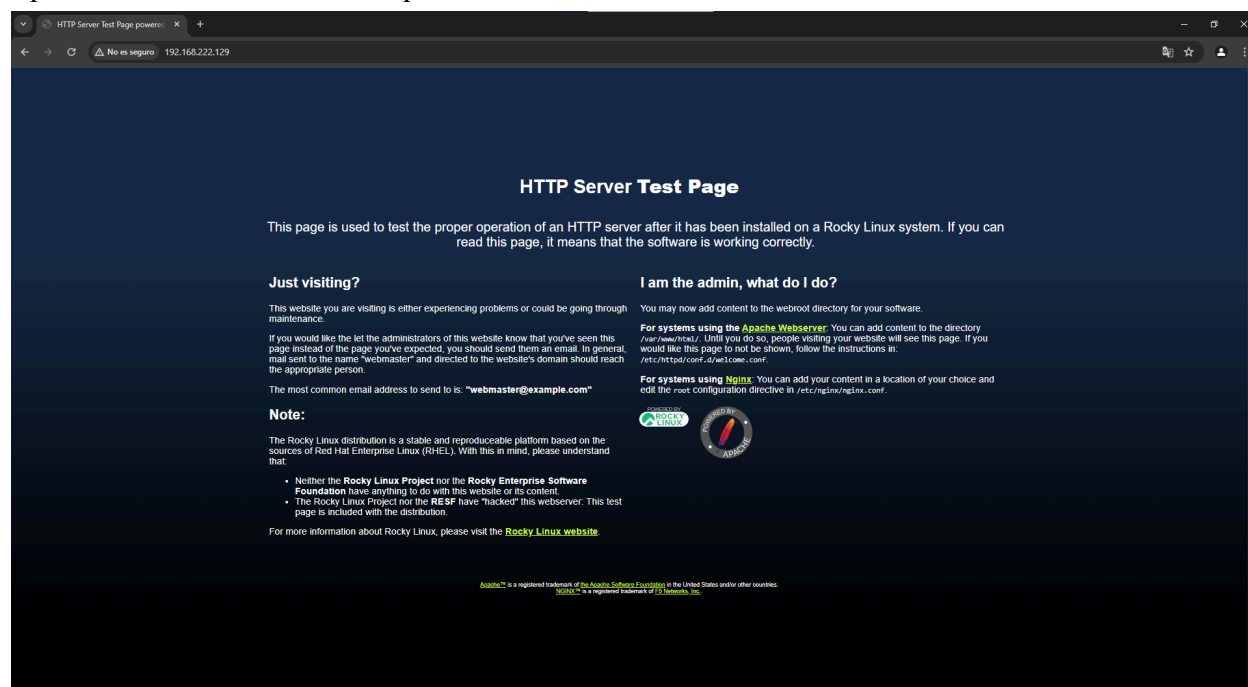 HTTP Server Test Page powered
No es seguro
192.168.222.129
HTTP Server Test Page
This page is used to test the proper operation of an HTTP server after it has been installed on a Rocky Linux system. If you can
read this page, it means that the software is working correctly.
Just visiting?
This website you are visiting is either experiencing problems or could be going through
maintenance.
If you would like the let the administrators of this website know that you've seen this
page instead of the page you've expected, you should send them an email. In general,
mail sent to the name "webmaster" and directed to the website's domain should reach
the appropriate person.
The most common email address to send to is: "webmaster@example.com"
Note:
The Rocky Linux distribution is a stable and reproduceable platform based on the
sources of Red Hat Enterprise Linux (RHEL). With this in mind, please understand
that:
• Neither the Rocky Linux Project nor the Rocky Enterprise Software
Foundation have anything to do with this website or its content.
• The Rocky Linux Project nor the RESF have "hacked" this webserver: This test
page is included with the distribution.
For more information about Rocky Linux, please visit the Rocky Linux website.
I am the admin, what do I do?
You may now add content to the webroot directory for your software.
For systems using the Apache Webserver: You can add content to the directory
/var/www/html/. Until you do so, people visiting your website will see this page. If you
would like this page to not be shown, follow the instructions in:
/etc/httpd/conf.d/welcome.conf.
For systems using Nginx: You can add your content in a location of your choice and
edit the root configuration directive in /etc/nginx/nginx.conf.
POWERED BY
ROCKY
LINUX
POWERED BY
APACHE
Apache™ is a registered trademark of the Apache Software Foundation in the United States and/or other countries.
NGINX™ is a registered trademark of F5 Networks, Inc..